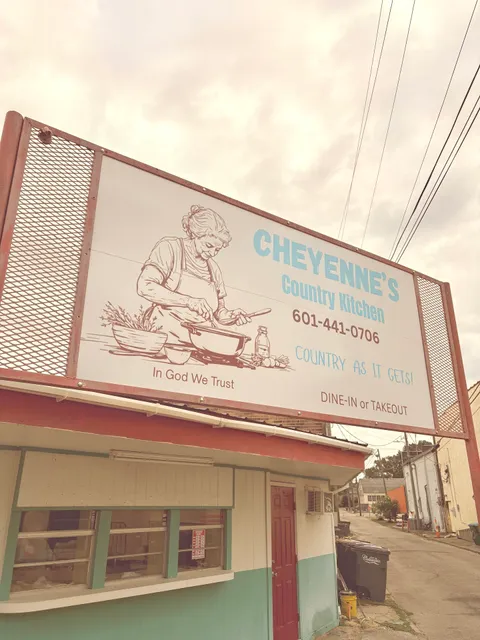 CHEYENNE'S
Country Kitchen
601-441-0706
COUNTRY AS IT GETS!
In God We Trust
DINE-IN or TAKEOUT